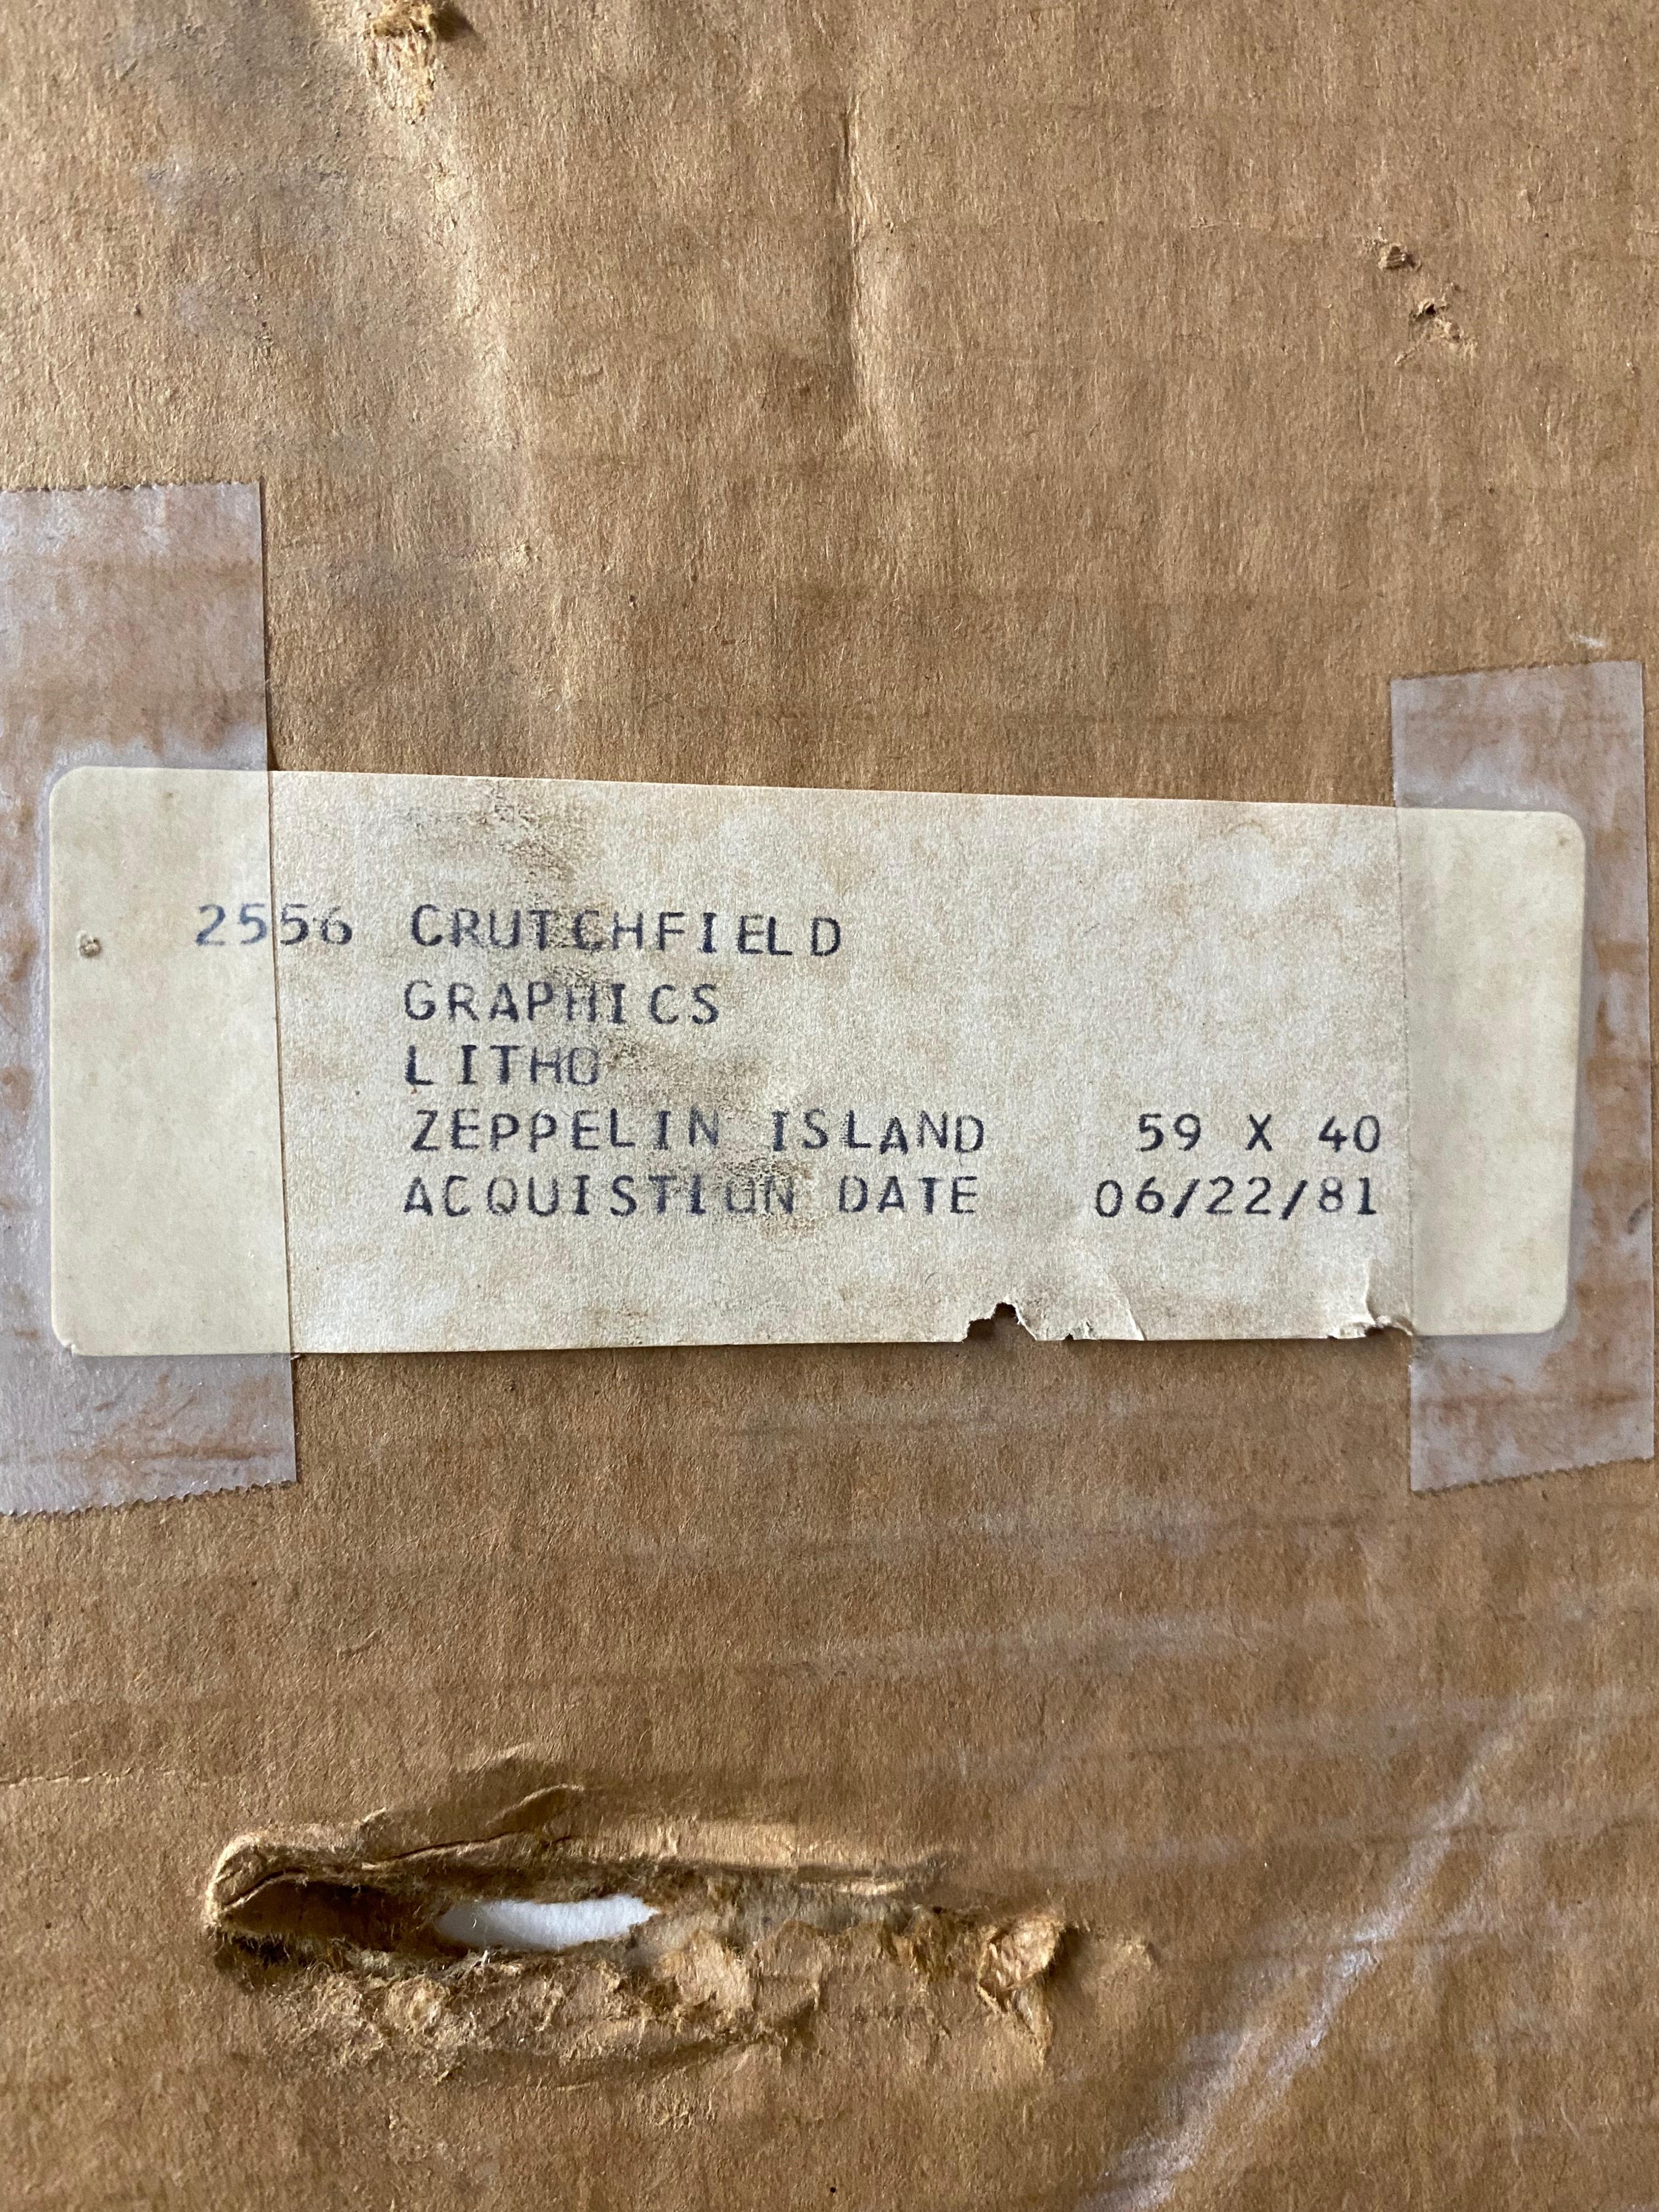 2556 CRUTCHFIELD
GRAPHICS
LITHO
ZEPPELIN ISLAND 59 X 40
ACQUISTION DATE 06/22/81